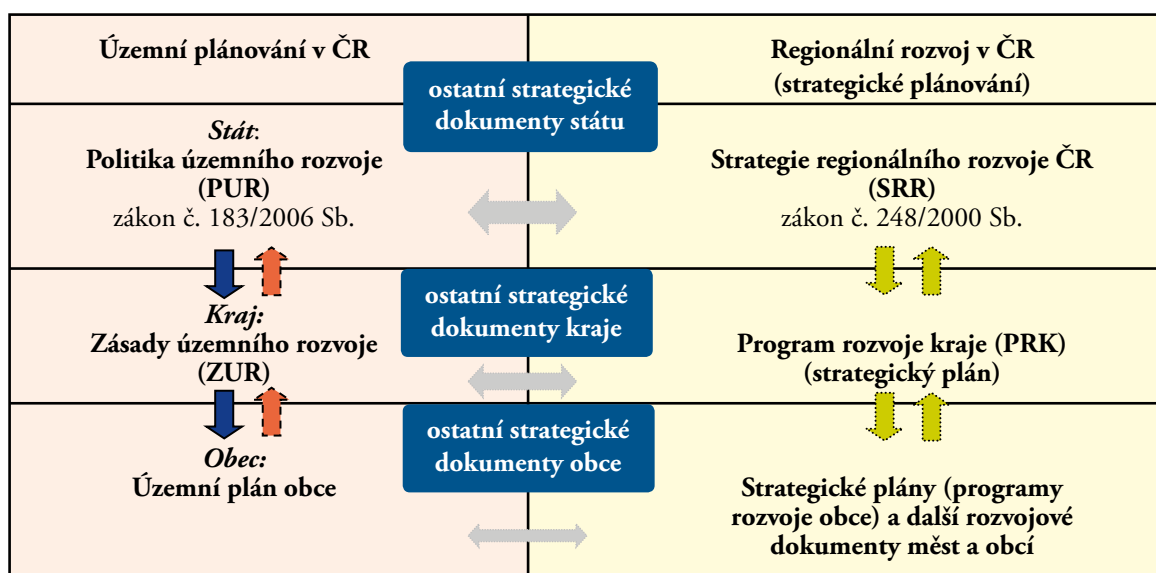 Územní plánování v ČR
Regionální rozvoj v ČR
(strategické plánování)
ostatní strategické
dokumenty státu
Stát:
Politika územního rozvoje
(PUR)
zákon č. 183/2006 Sb.
Strategie regionálního rozvoje ČR
(SRR)
zákon č. 248/2000 Sb.
ostatní strategické
dokumenty kraje
Kraj:
Zásady územního rozvoje
(ZUR)
Program rozvoje kraje (PRK)
(strategický plán)
ostatní strategické
dokumenty obce
Obec:
Územní plán obce
Strategické plány (programy
rozvoje obce) a další rozvojové
dokumenty měst a obcí